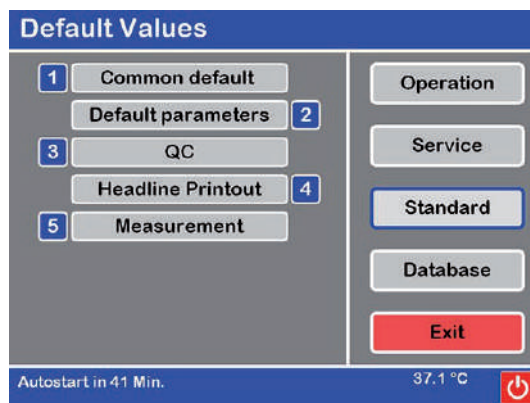 Default Values
1 Common default
Default parameters 2
3 QC
Headline Printout 4
5 Measurement
Operation
Service
Standard
Database
Exit
Autostart in 41 Min.
37.1 °C